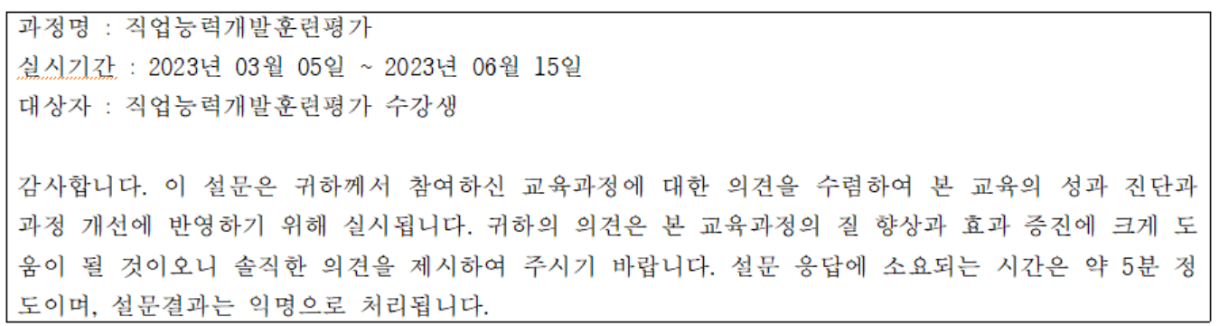 과정명 : 직업능력개발훈련평가
실시기간 : 2023년 03월 05일 ~ 2023년 06월 15일
대상자 : 직업능력개발훈련평가 수강생
감사합니다. 이 설문은 귀하께서 참여하신 교육과정에 대한 의견을 수렴하여 본 교육의 성과 진단과
과정 개선에 반영하기 위해 실시됩니다. 귀하의 의견은 본 교육과정의 질 향상과 효과 증진에 크게 도
움이 될 것이오니 솔직한 의견을 제시하여 주시기 바랍니다. 설문 응답에 소요되는 시간은 약 5분 정
도이며, 설문결과는 익명으로 처리됩니다.